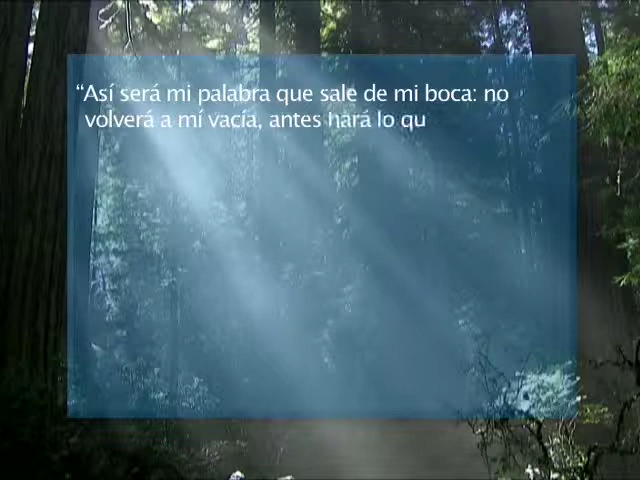 “Así será mi palabra que sale de mi boca: no
volverá a mí vacía, antes hará lo qu